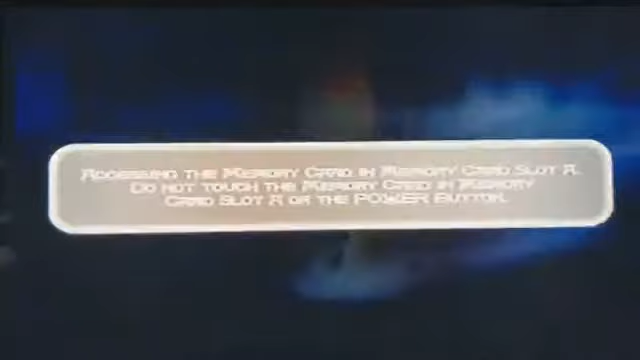 Accessing the Memory Card in Memory Card Slot A.
Do not touch the Memory Card in Memory
Card Slot A or the POWER Button.